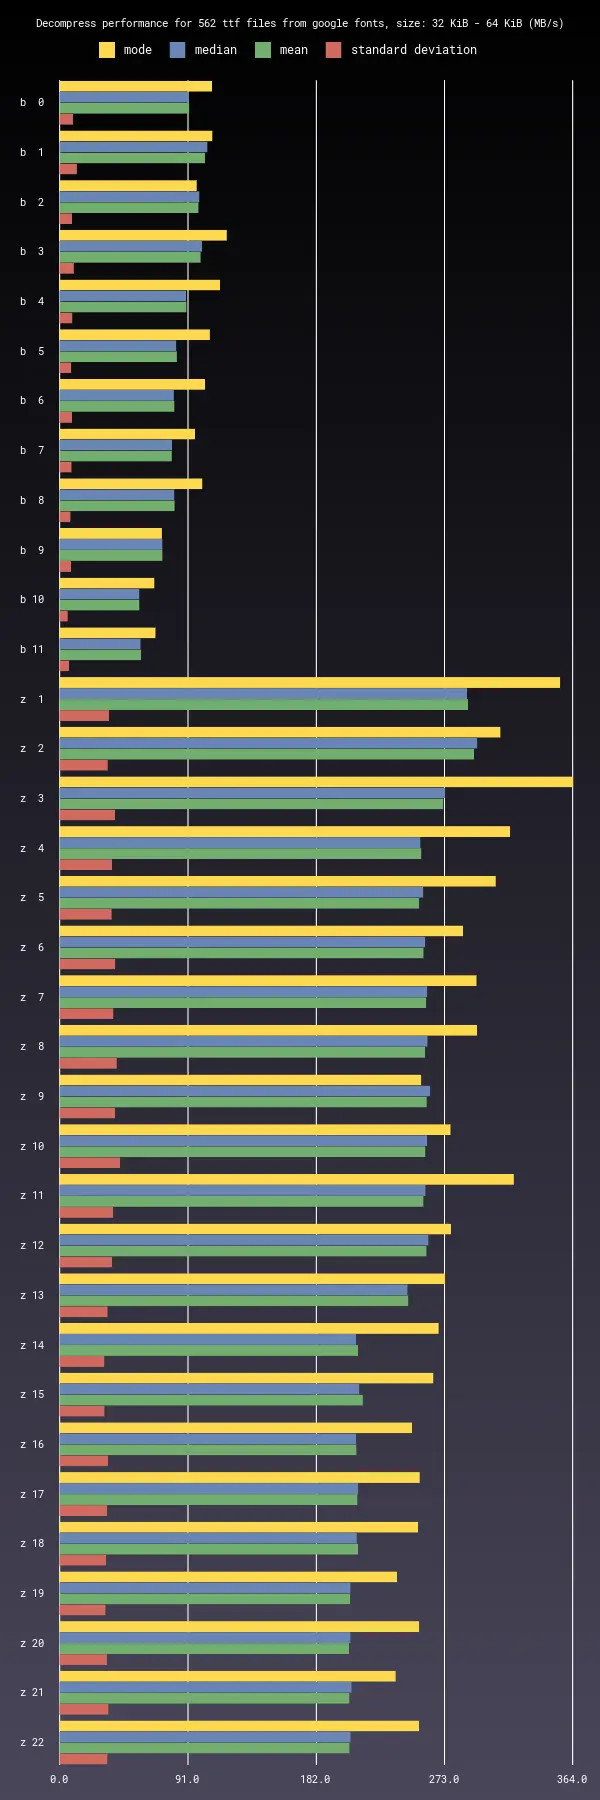 Decompress performance for 562 ttf files from google fonts, size: 32 KiB - 64 KiB (MB/s)
mode median mean standard deviation
b 0
b 1
b 2
b 3
b 4
b 5
b 6
b 7
b 8
b 9
b 10
b 11
z 1
z 2
z 3
z 4
z 5
z 6
z 7
z 8
z 9
z 10
z 11
z 12
z 13
z 14
z 15
z 16
z 17
z 18
z 19
z 20
z 21
z 22
0.0 91.0 182.0 273.0 364.0